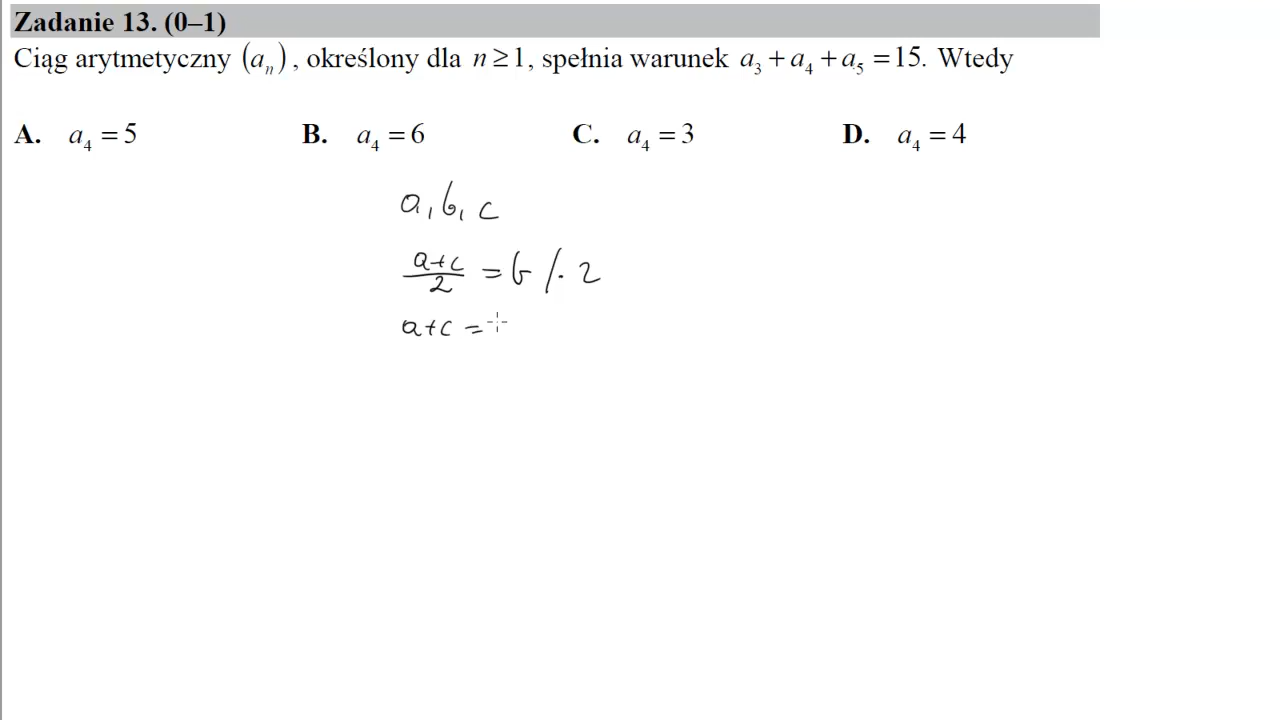 Zadanie 13. (0–1)
Ciąg arytmetyczny (aₙ), określony dla n ≥ 1, spełnia warunek a₃ + a₄ + a₅ = 15. Wtedy
A. a₄ = 5 B. a₄ = 6 C. a₄ = 3 D. a₄ = 4
a, b, c
(a+c)/2 = b /· 2
a+c =